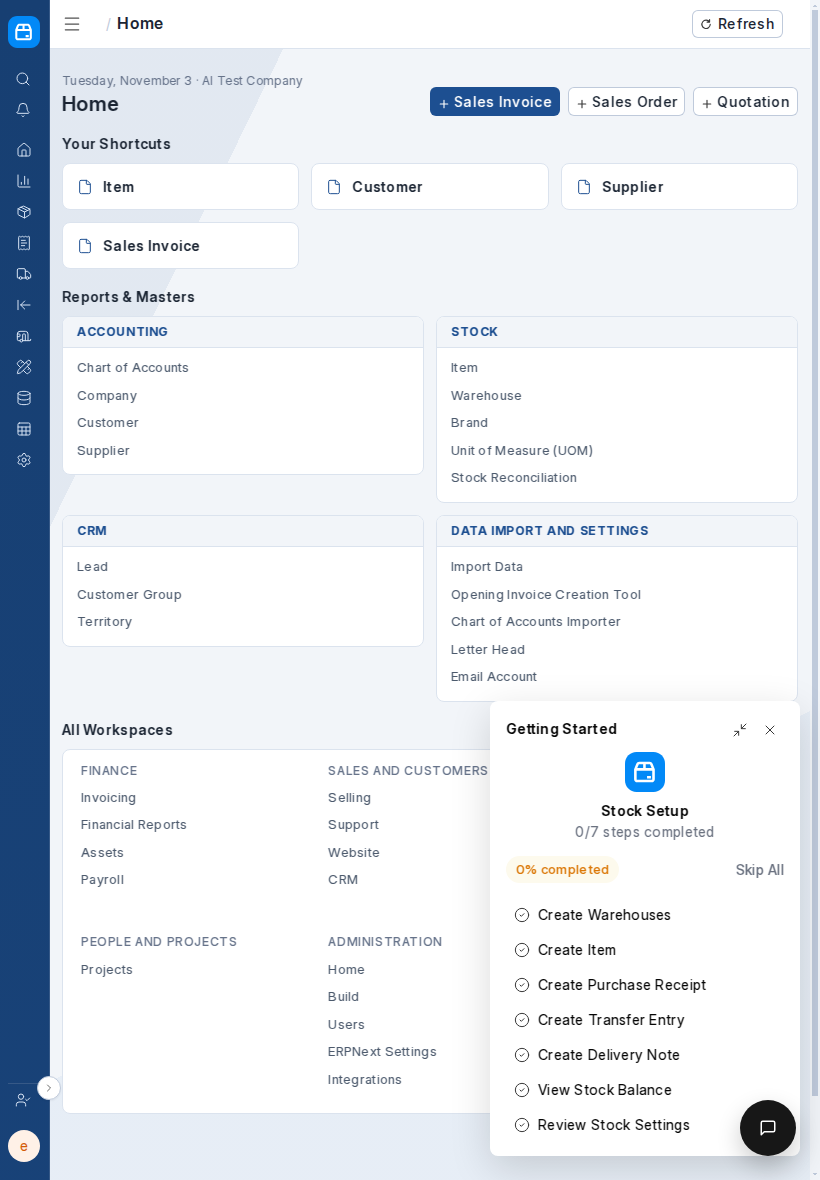 / Home
Refresh
Tuesday, November 3 · AI Test Company
Home
Sales Invoice
Sales Order
Quotation
Your Shortcuts
Item
Customer
Supplier
Sales Invoice
Reports & Masters
ACCOUNTING
Chart of Accounts
Company
Customer
Supplier
STOCK
Item
Warehouse
Brand
Unit of Measure (UOM)
Stock Reconciliation
CRM
Lead
Customer Group
Territory
DATA IMPORT AND SETTINGS
Import Data
Opening Invoice Creation Tool
Chart of Accounts Importer
Letter Head
Email Account
All Workspaces
FINANCE
Invoicing
Financial Reports
Assets
Payroll
SALES AND CUSTOMERS
Selling
Support
Website
CRM
PEOPLE AND PROJECTS
Projects
ADMINISTRATION
Home
Build
Users
ERPNext Settings
Integrations
Getting Started
Stock Setup
0/7 steps completed
0% completed
Skip All
Create Warehouses
Create Item
Create Purchase Receipt
Create Transfer Entry
Create Delivery Note
View Stock Balance
Review Stock Settings
e